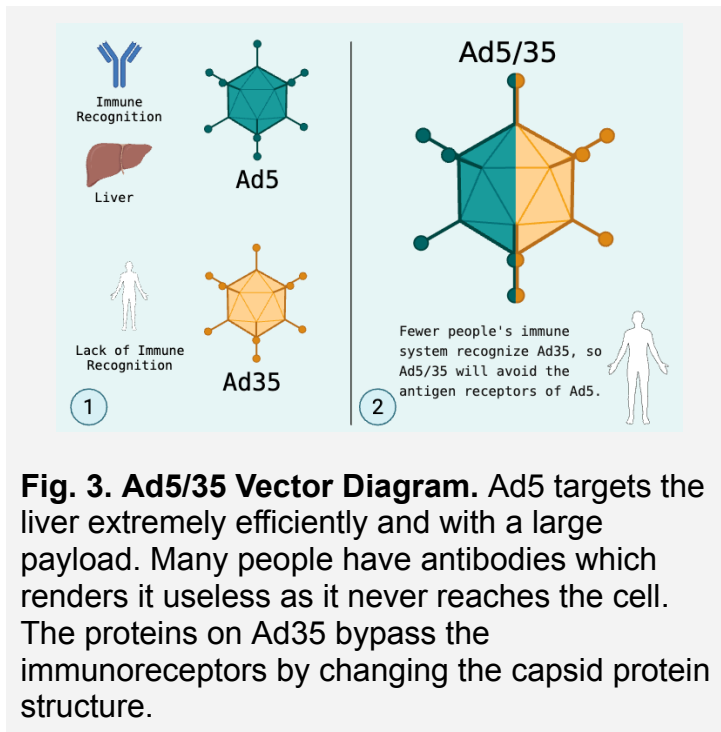 Immune
Recognition
Liver
Ad5
Lack of Immune
Recognition
Ad35
1
Ad5/35
Fewer people's immune
system recognize Ad35, so
Ad5/35 will avoid the
antigen receptors of Ad5.
2
Fig. 3. Ad5/35 Vector Diagram. Ad5 targets the
liver extremely efficiently and with a large
payload. Many people have antibodies which
renders it useless as it never reaches the cell.
The proteins on Ad35 bypass the
immunoreceptors by changing the capsid protein
structure.